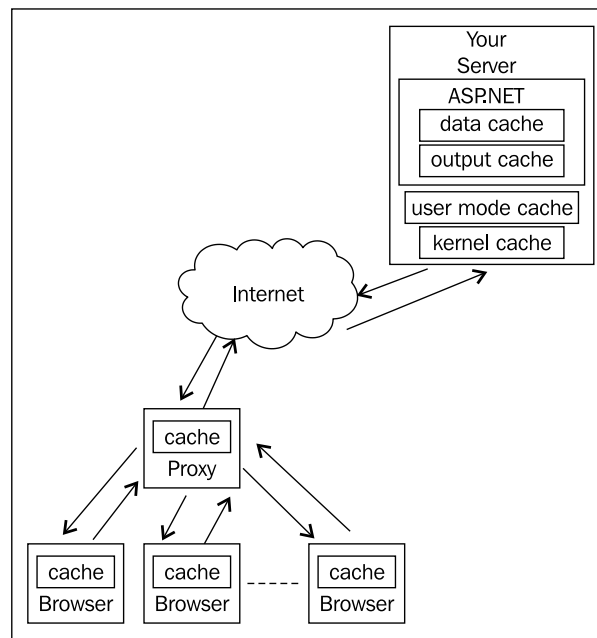 Your
Server
ASP.NET
data cache
output cache
user mode cache
kernel cache
Internet
cache
Proxy
cache
Browser
cache
Browser
cache
Browser